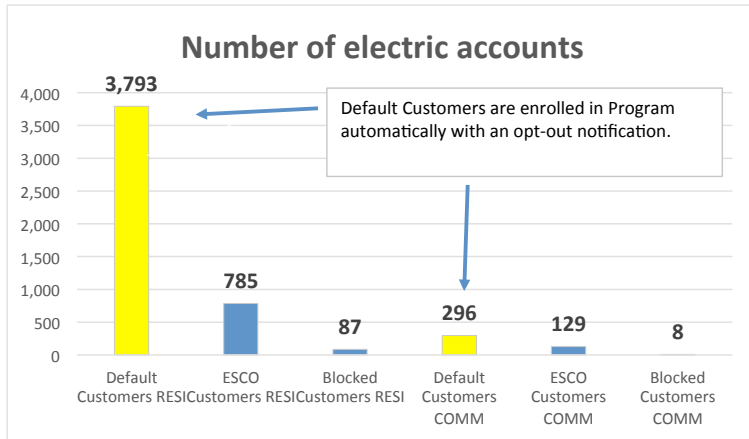 Number of electric accounts
3,793
4,000
3,500
3,000
2,500
2,000
1,500
1,000
500
0
Default Customers are enrolled in Program
automatically with an opt-out notification.
785
87
296
129
8
Default
Customers RESI
ESCO
Customers RESI
Blocked
Customers RESI
Default
Customers
COMM
ESCO
Customers
COMM
Blocked
Customers
COMM